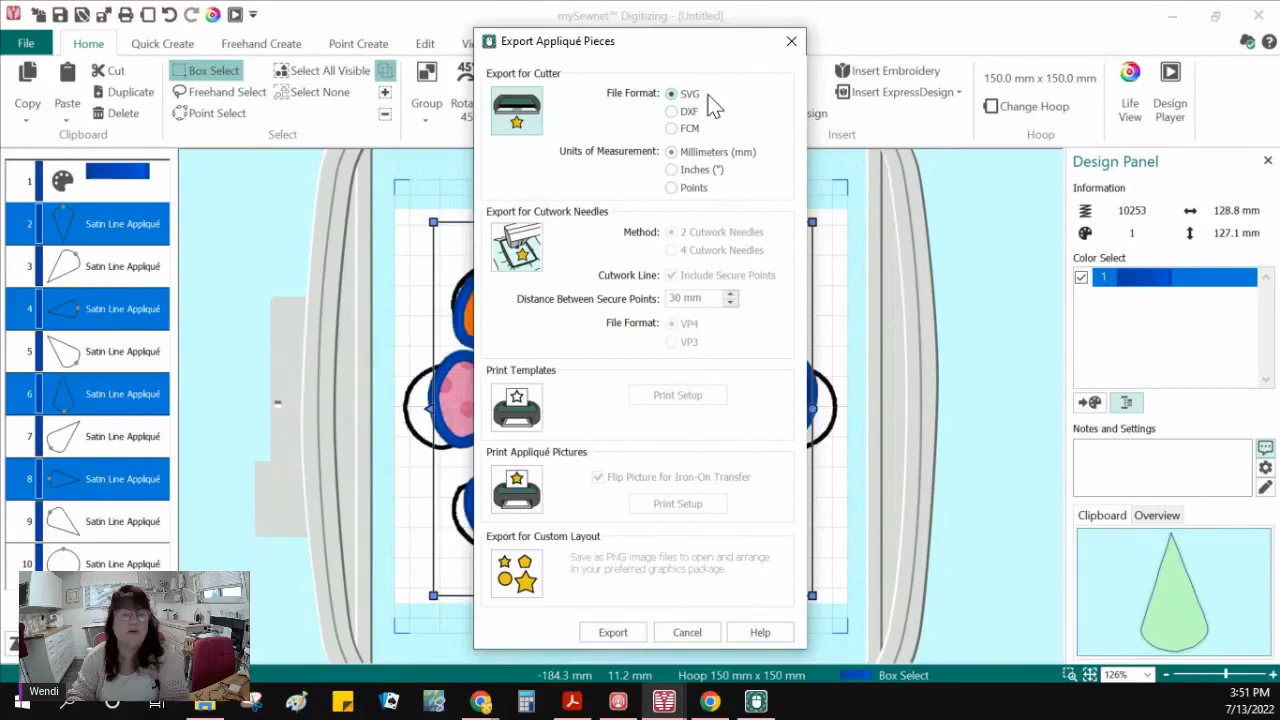 mySewnet™ Digitizing - [Untitled]
File
Home
Quick Create
Freehand Create
Point Create
Edit
Copy
Paste
Cut
Duplicate
Delete
Clipboard
Box Select
Freehand Select
Point Select
Select All Visible
Select None
Select
Group
45°
Insert Embroidery
Insert ExpressDesign
Insert
150.0 mm x 150.0 mm
Change Hoop
Hoop
Life View
Design Player
1
2 Satin Line Appliqué
3 Satin Line Appliqué
4 Satin Line Appliqué
5 Satin Line Appliqué
6 Satin Line Appliqué
7 Satin Line Appliqué
8 Satin Line Appliqué
9 Satin Line Appliqué
10 Satin Line Appliqué
Export Appliqué Pieces
Export for Cutter
File Format: SVG
DXF
FCM
Units of Measurement: Millimeters (mm)
Inches (")
Points
Export for Cutwork Needles
Method: 2 Cutwork Needles
4 Cutwork Needles
Cutwork Line: Include Secure Points
Distance Between Secure Points: 30 mm
File Format: VP4
VP3
Print Templates
Print Setup
Print Appliqué Pictures
Flip Picture for Iron-On Transfer
Print Setup
Export for Custom Layout
Save as PNG image files to open and arrange
in your preferred graphics package.
Export
Cancel
Help
Design Panel
Information
10253 128.8 mm
1 127.1 mm
Color Select
1
Notes and Settings
Clipboard Overview
-184.3 mm 11.2 mm Hoop 150 mm x 150 mm Box Select
126%
Wendi
3:51 PM
7/13/2022